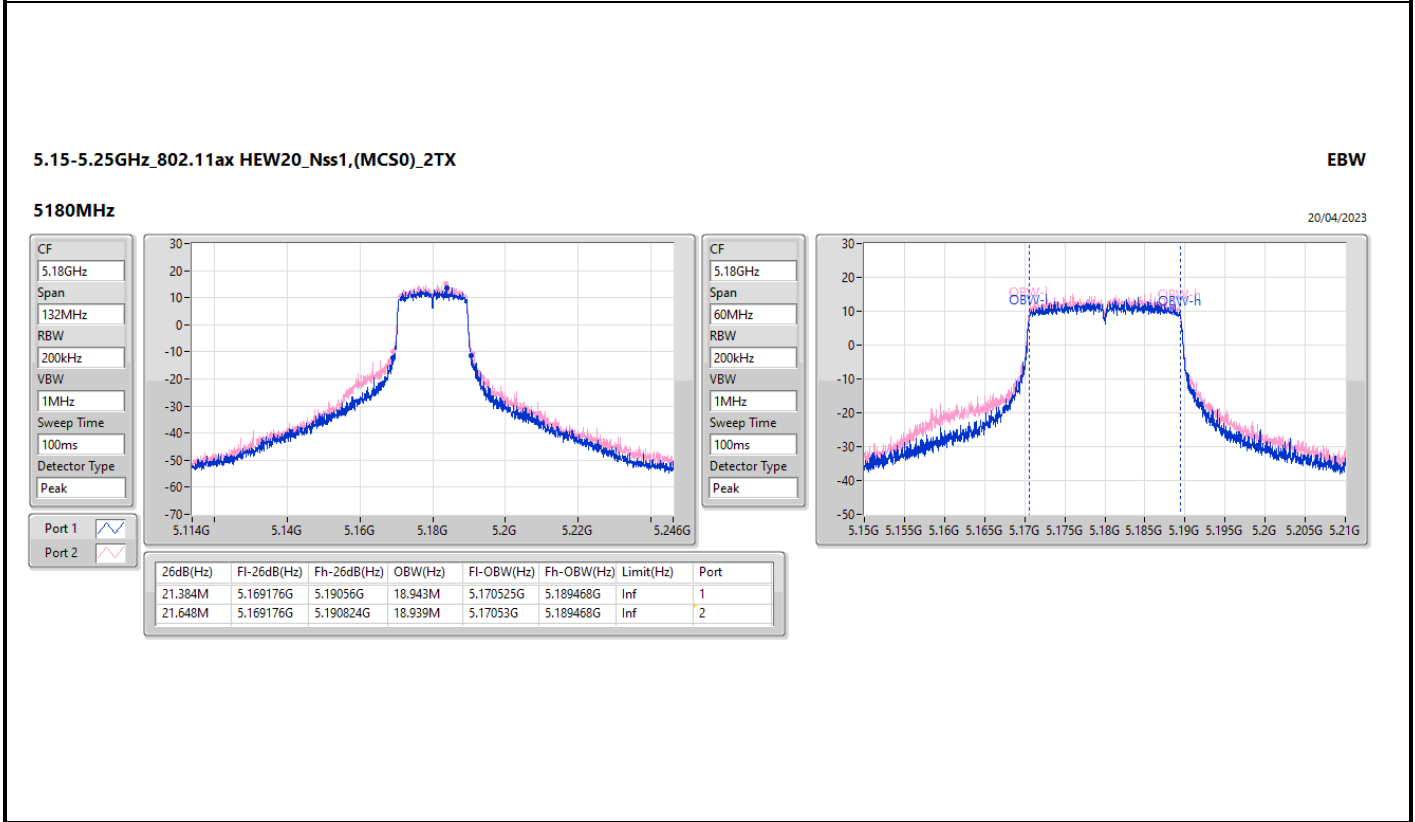 5.15-5.25GHz_802.11ax HEW20_Nss1,(MCS0)_2TX
EBW
5180MHz
20/04/2023
CF
5.18GHz
Span
132MHz
RBW
200kHz
VBW
1MHz
Sweep Time
100ms
Detector Type
Peak
Port 1
Port 2
30
20
10
0
-10
-20
-30
-40
-50
-60
-70
5.114G 5.14G 5.16G 5.18G 5.2G 5.22G 5.246G
CF
5.18GHz
Span
60MHz
RBW
200kHz
VBW
1MHz
Sweep Time
100ms
Detector Type
Peak
30
20
10
0
-10
-20
-30
-40
-50
OBW-l OBW-h
OBW-l OBW-h
5.15G 5.155G 5.16G 5.165G 5.17G 5.175G 5.18G 5.185G 5.19G 5.195G 5.2G 5.205G 5.21G
26dB(Hz) Fl-26dB(Hz) Fh-26dB(Hz) OBW(Hz) Fl-OBW(Hz) Fh-OBW(Hz) Limit(Hz) Port
21.384M 5.169176G 5.19056G 18.943M 5.170525G 5.189468G Inf 1
21.648M 5.169176G 5.190824G 18.939M 5.17053G 5.189468G Inf 2